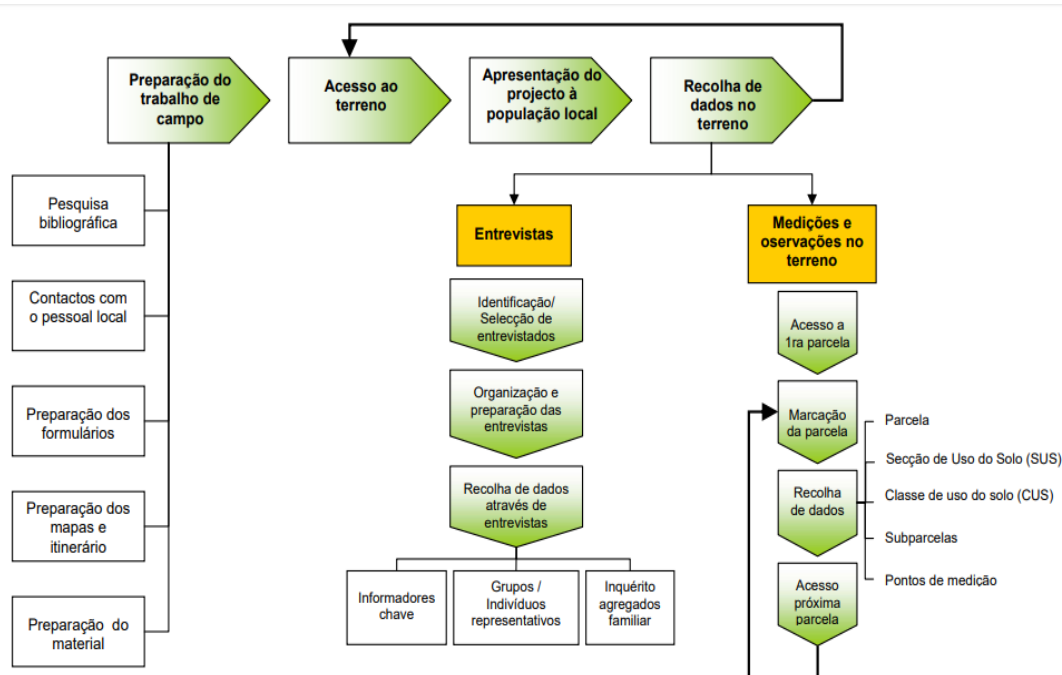 Preparação do
trabalho de
campo
Acesso ao
terreno
Apresentação do
projecto à
população local
Recolha de
dados no
terreno
Pesquisa
bibliográfica
Contactos com
o pessoal local
Preparação dos
formulários
Preparação dos
mapas e
itinerário
Preparação do
material
Entrevistas
Identificação/
Selecção de
entrevistados
Organização e
preparação das
entrevistas
Recolha de dados
através de
entrevistas
Informadores
chave
Grupos /
Indivíduos
representativos
Inquérito
agregados
familiar
Medições e
oservações no
terreno
Acesso a
1ra parcela
Marcação
da parcela
Recolha
de dados
Parcela
Secção de Uso do Solo (SUS)
Classe de uso do solo (CUS)
Subparcelas
Pontos de medição
Acesso
próxima
parcela